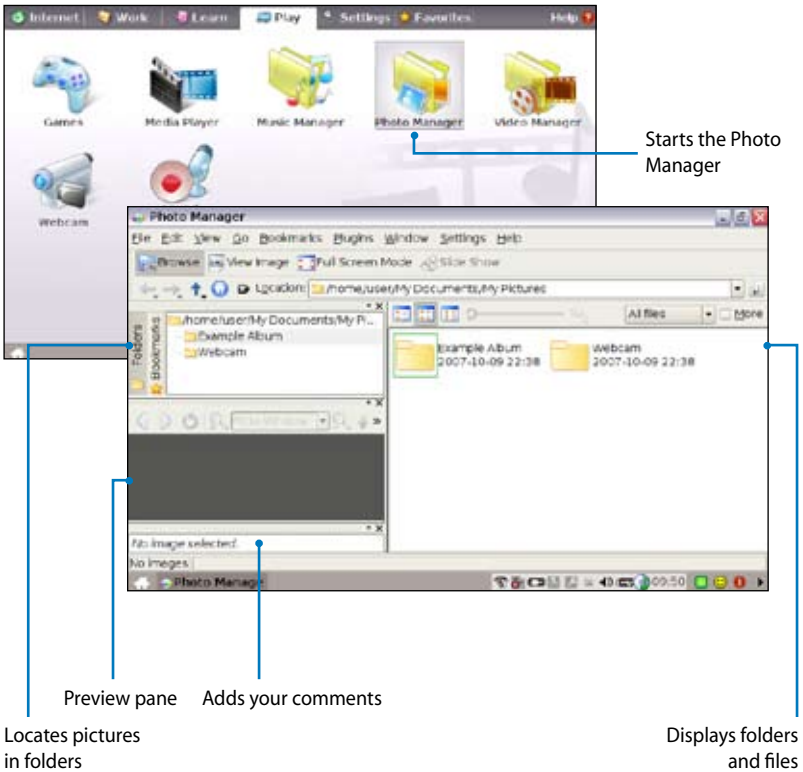 Internet Work Learn Play Settings Favorites Help
Games Media Player Music Manager Photo Manager Video Manager
Starts the Photo
Manager
Webcam
Photo Manager
File Edit View Go Bookmarks Plugins Window Settings Help
Browse View Image Full Screen Mode Slide Show
Location: /home/user/My Documents/My Pictures
Folders
Bookmarks
/home/user/My Documents/My P...
Example Album
Webcam
All files More
Example Album
2007-10-09 22:38
Webcam
2007-10-09 22:38
No image selected.
No images
Photo Manage
09:50
Preview pane Adds your comments
Locates pictures
in folders
Displays folders
and files